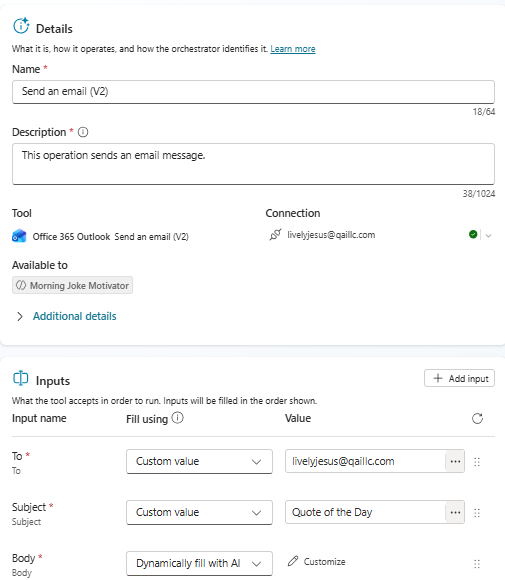 Details
What it is, how it operates, and how the orchestrator identifies it. Learn more
Name *
Send an email (V2)
18/64
Description *
This operation sends an email message.
38/1024
Tool Connection
Office 365 Outlook Send an email (V2) livelyjesus@qaillc.com
Available to
Morning Joke Motivator
Additional details
Inputs + Add input
What the tool accepts in order to run. Inputs will be filled in the order shown.
Input name Fill using Value
To * Custom value livelyjesus@qaillc.com ...
To
Subject * Custom value Quote of the Day ...
Subject
Body * Dynamically fill with AI Customize
Body